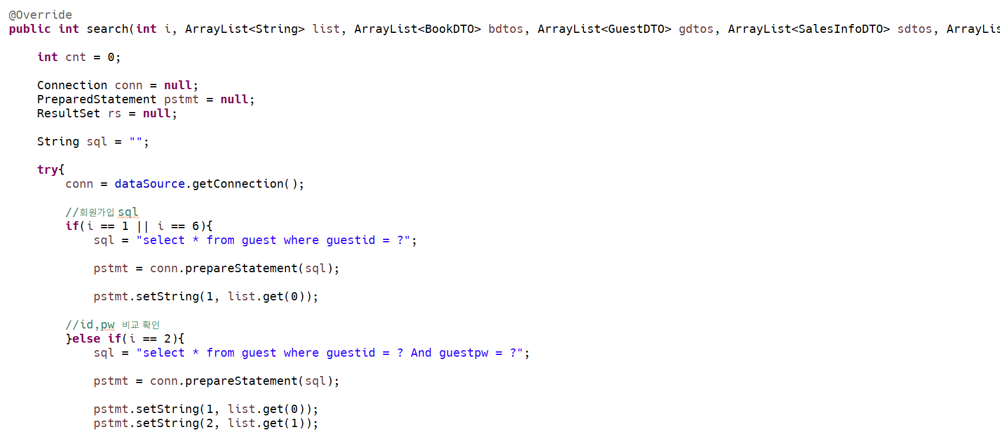 @Override
public int search(int i, ArrayList<String> list, ArrayList<BookDTO> bdtos, ArrayList<GuestDTO> gdtos, ArrayList<SalesInfoDTO> sdtos,
int cnt = 0;
Connection conn = null;
PreparedStatement pstmt = null;
ResultSet rs = null;
String sql = "";
try{
conn = dataSource.getConnection();
//회원가입 sql
if(i == 1 || i == 6){
sql = "select * from guest where guestid = ?";
pstmt = conn.prepareStatement(sql);
pstmt.setString(1, list.get(0));
//id,pw 비교 확인
}else if(i == 2){
sql = "select * from guest where guestid = ? And guestpw = ?";
pstmt = conn.prepareStatement(sql);
pstmt.setString(1, list.get(0));
pstmt.setString(2, list.get(1));